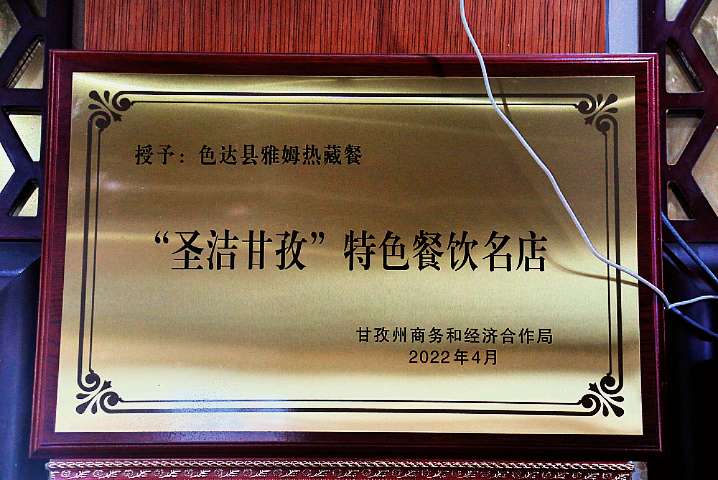 授予：色达县雅姆热藏餐
“圣洁甘孜”特色餐饮名店
甘孜州商务和经济合作局
2022年4月